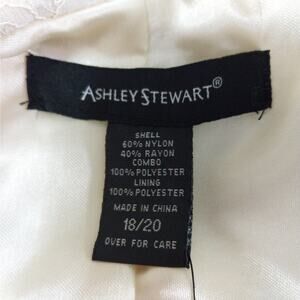 ASHLEY STEWART®
SHELL
60% NYLON
40% RAYON
COMBO
100% POLYESTER
LINING
100% POLYESTER
MADE IN CHINA
18/20
OVER FOR CARE